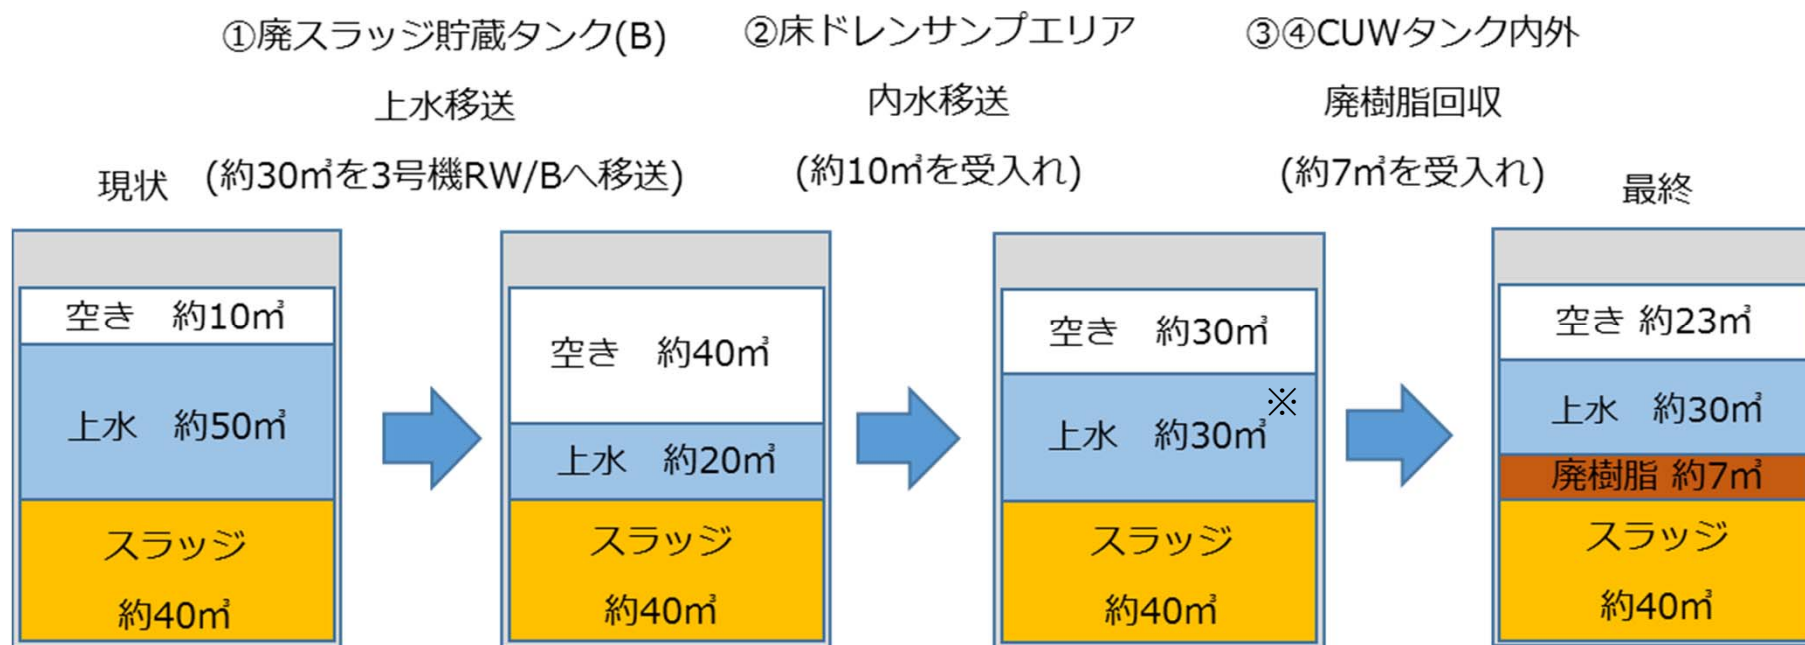 ①廃スラッジ貯蔵タンク(B)
上水移送
(約30㎥を3号機RW/Bへ移送)
②床ドレンサンプエリア
内水移送
(約10㎥を受入れ)
③④CUWタンク内外
廃樹脂回収
(約7㎥を受入れ)
現状
最終
空き　約10㎥
上水　約50㎥
スラッジ
約40㎥
空き　約40㎥
上水　約20㎥
スラッジ
約40㎥
空き　約30㎥
上水　約30㎥※
スラッジ
約40㎥
空き 約23㎥
上水　約30㎥
廃樹脂 約7㎥
スラッジ
約40㎥